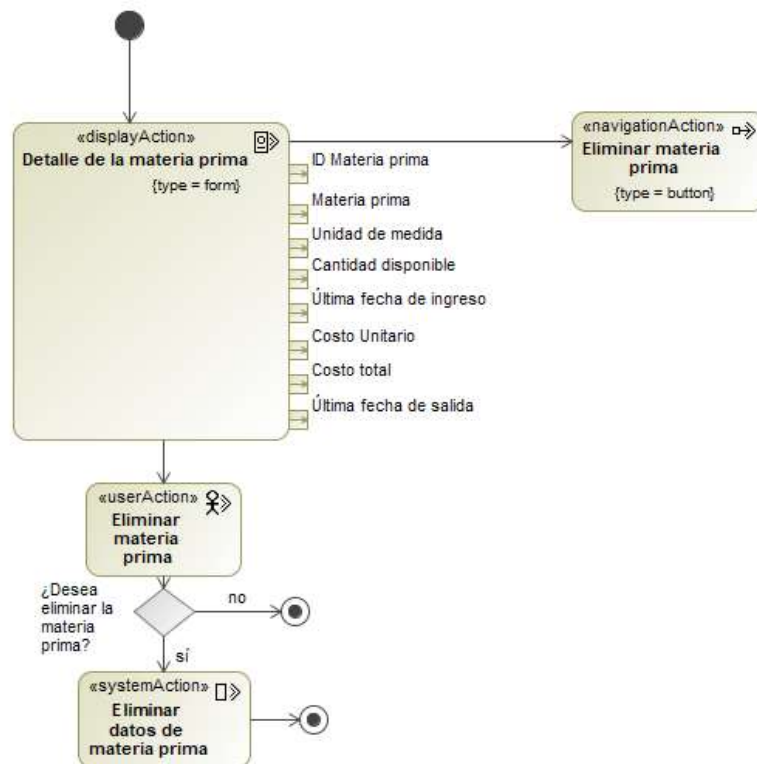 «displayAction»
Detalle de la materia prima
{type = form}
ID Materia prima
Materia prima
Unidad de medida
Cantidad disponible
Última fecha de ingreso
Costo Unitario
Costo total
Última fecha de salida
«navigationAction»
Eliminar materia
prima
{type = button}
«userAction»
Eliminar
materia
prima
¿Desea
eliminar la
materia
prima?
no
sí
«systemAction»
Eliminar
datos de
materia prima